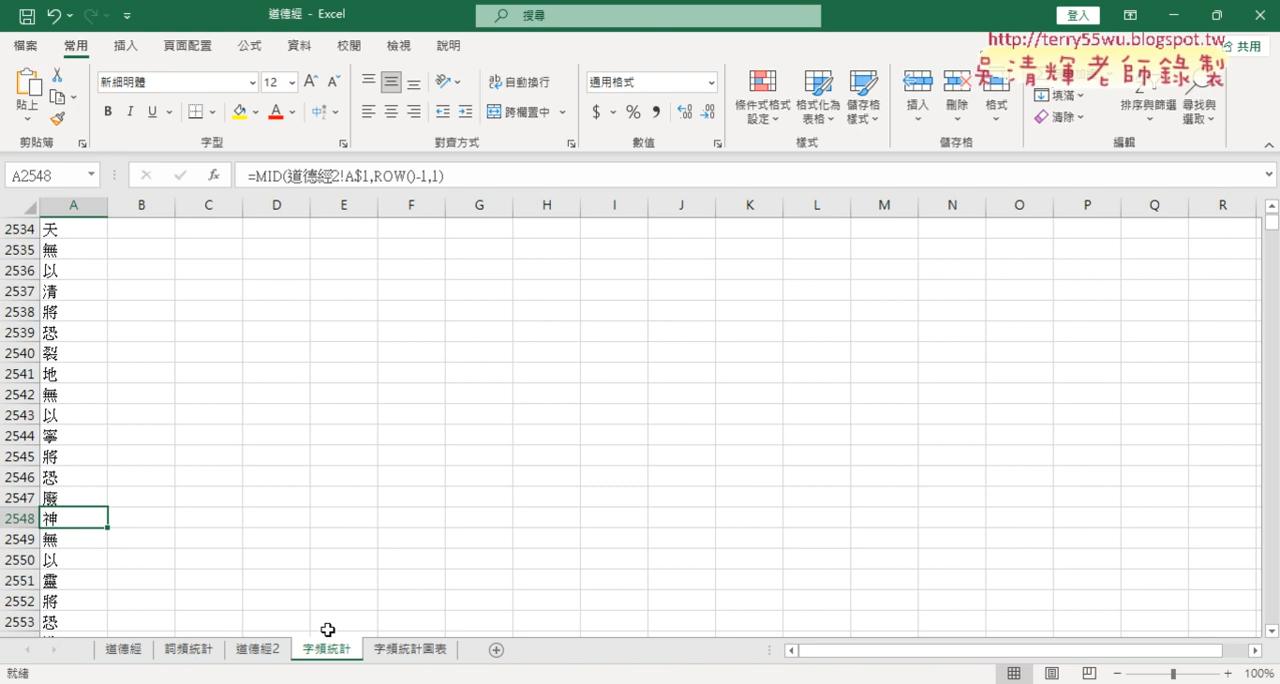 道德經 - Excel
搜尋
登入
檔案 常用 插入 頁面配置 公式 資料 校閱 檢視 說明
共用
http://terry55wu.blogspot.tw
吳清輝老師錄製
貼上
新細明體 12
B I U
自動換行
跨欄置中
通用格式
$ % ,
條件式格式設定
格式化為表格
儲存格樣式
插入 刪除 格式
填滿
清除
排序與篩選
尋找與選取
剪貼簿 字型 對齊方式 數值 樣式 儲存格 編輯
A2548 fx =MID(道德經2!A$1,ROW()-1,1)
A B C D E F G H I J K L M N O P Q R
2534 天
2535 無
2536 以
2537 清
2538 將
2539 恐
2540 裂
2541 地
2542 無
2543 以
2544 寧
2545 將
2546 恐
2547 廢
2548 神
2549 無
2550 以
2551 靈
2552 將
2553 恐
道德經 詞頻統計 道德經2 字頻統計 字頻統計圖表
就緒
100%